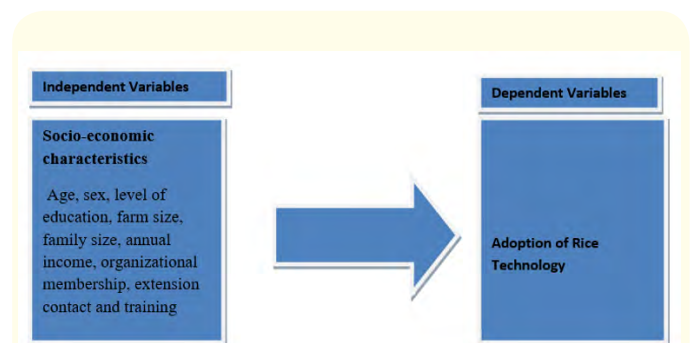 Independent Variables
Socio-economic
characteristics
Age, sex, level of
education, farm size,
family size, annual
income, organizational
membership, extension
contact and training
Dependent Variables
Adoption of Rice
Technology